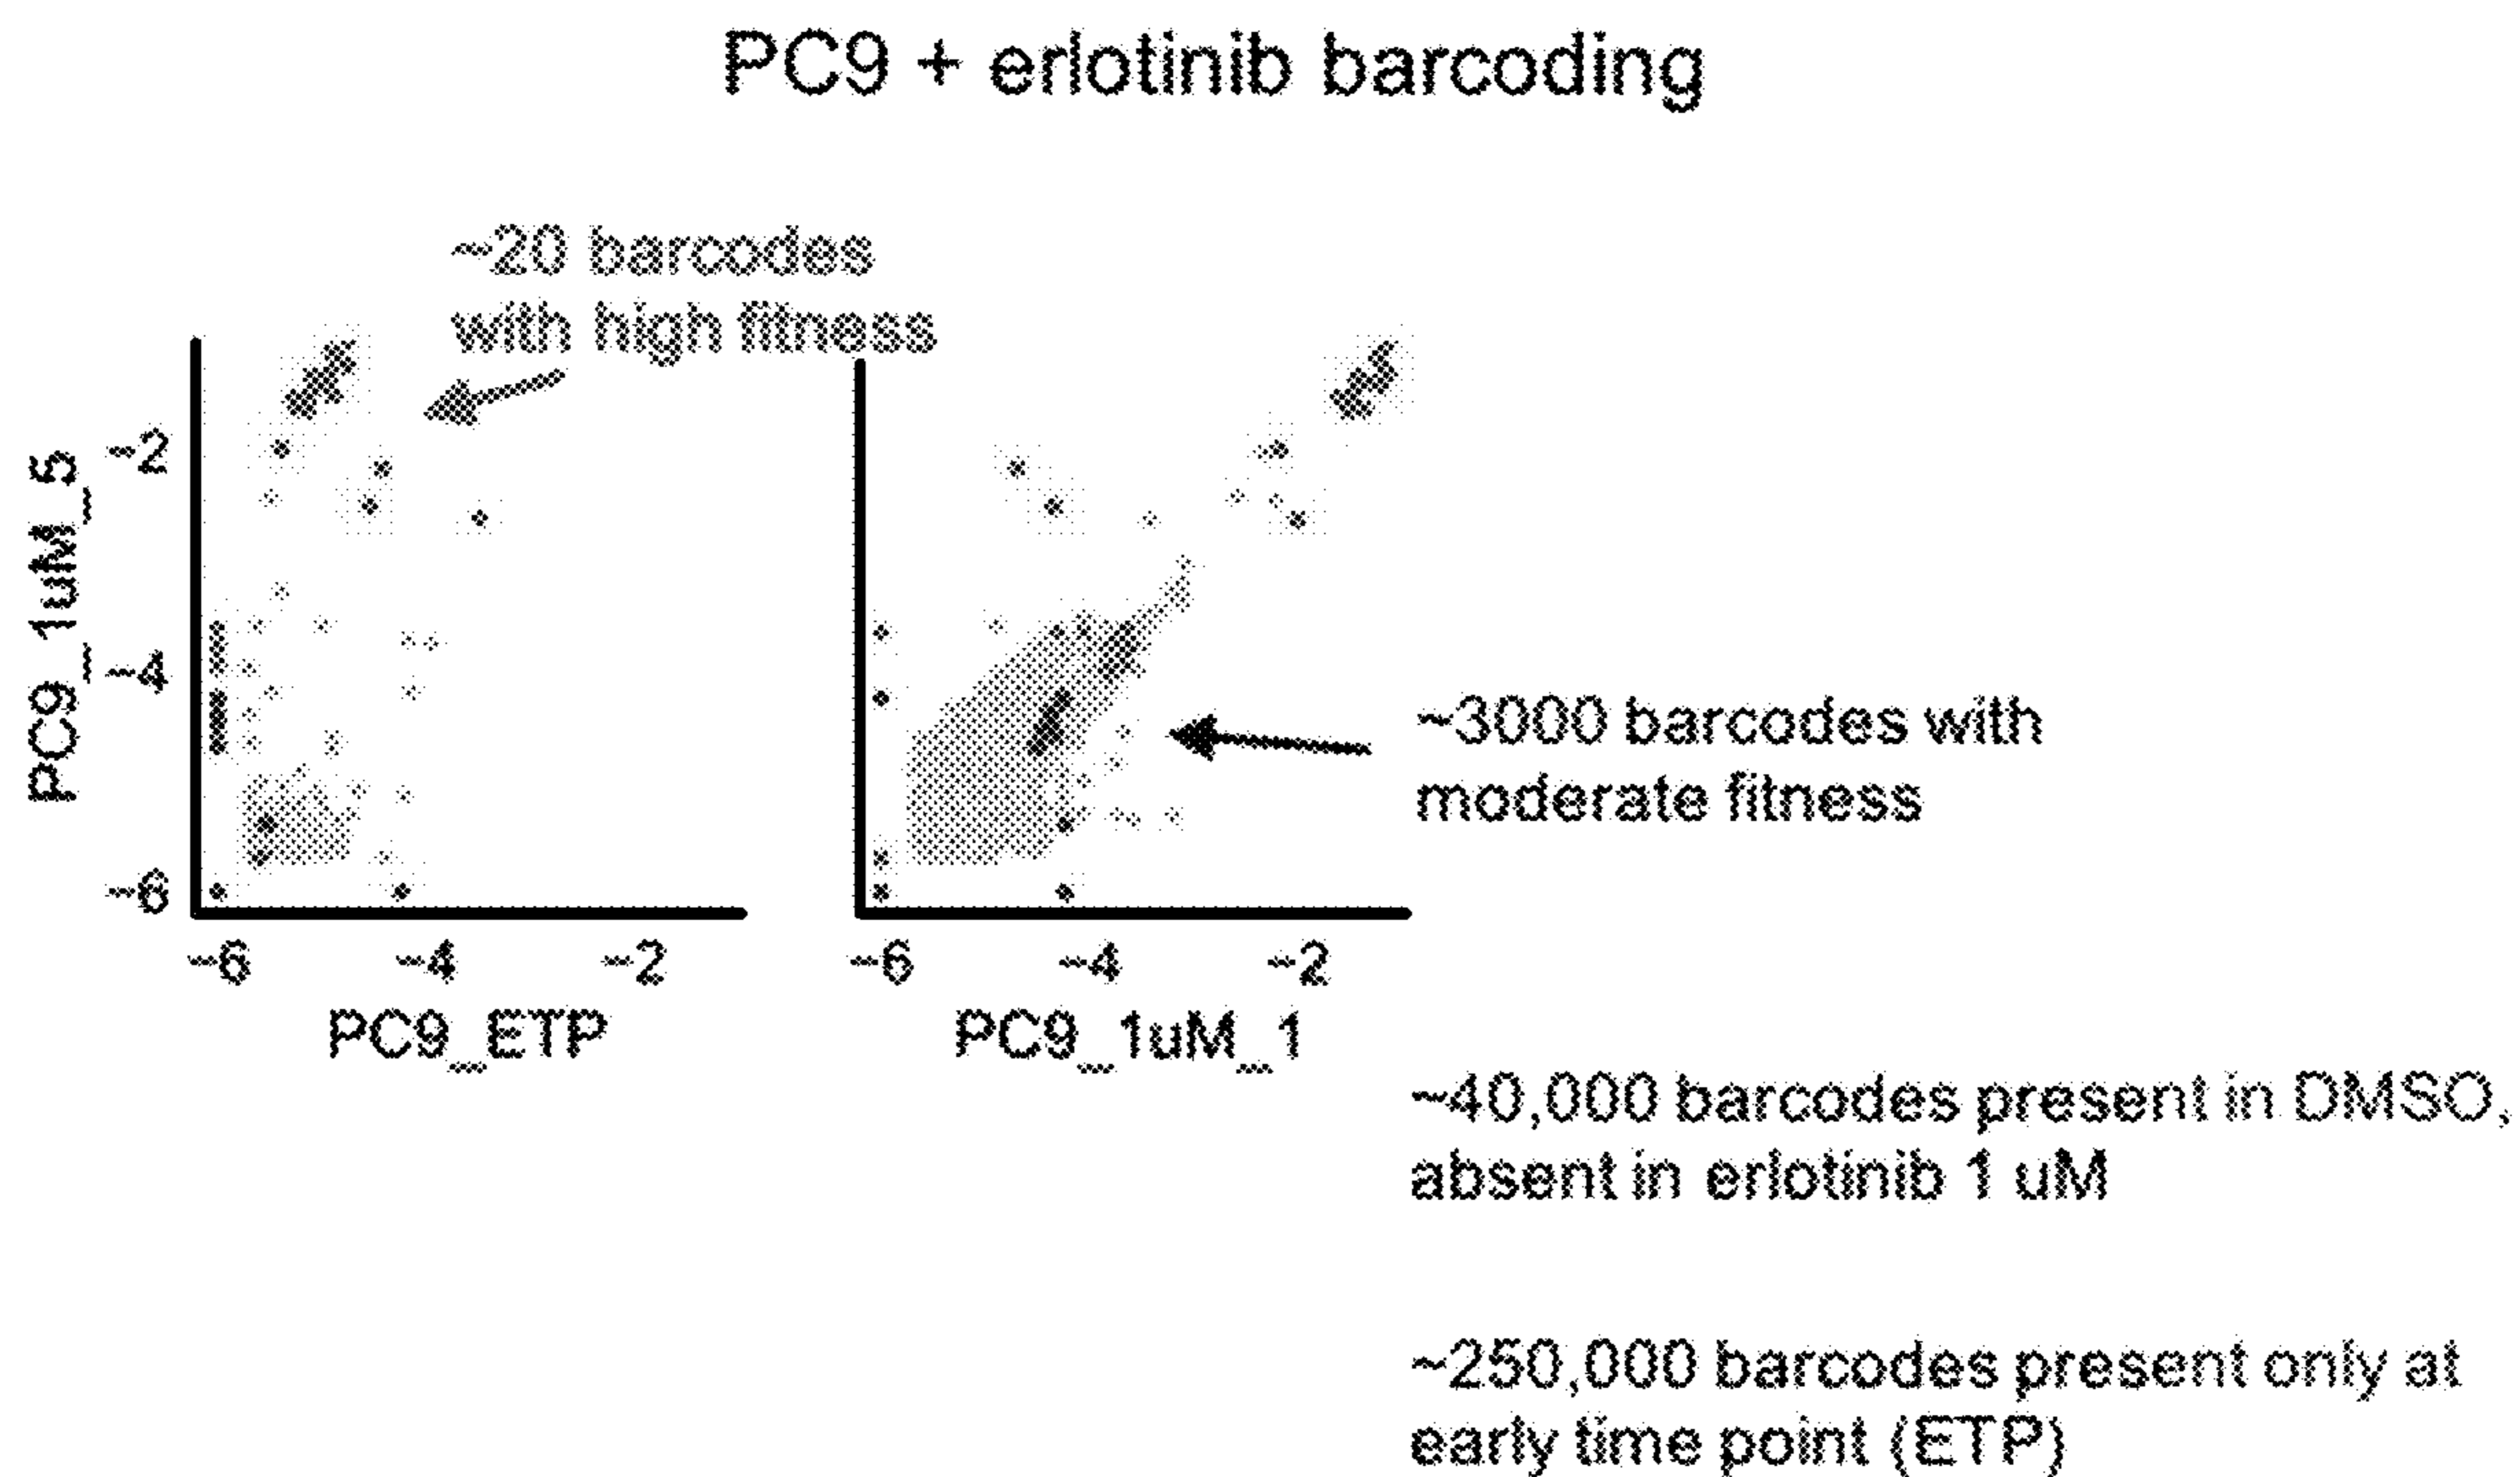 PC9 + erlotinib barcoding
~20 barcodes
with high fitness
PC9_1uM_5
-2
-4
-6
-6
-4
-2
PC9_ETP
-6
-4
-2
PC9_1uM_1
~3000 barcodes with
moderate fitness
~40,000 barcodes present in DMSO,
absent in erlotinib 1 uM
~250,000 barcodes present only at
early time point (ETP)